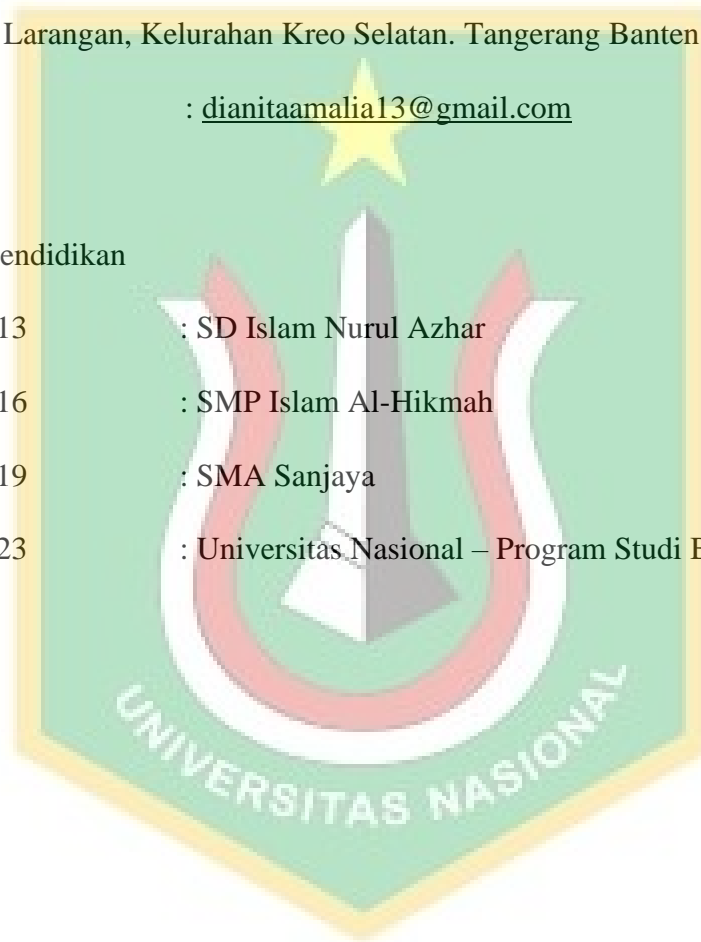 Larangan, Kelurahan Kreo Selatan. Tangerang Banten
: dianitaamalia13@gmail.com
endidikan
13 : SD Islam Nurul Azhar
16 : SMP Islam Al-Hikmah
19 : SMA Sanjaya
23 : Universitas Nasional – Program Studi
UNIVERSITAS NASIONAL